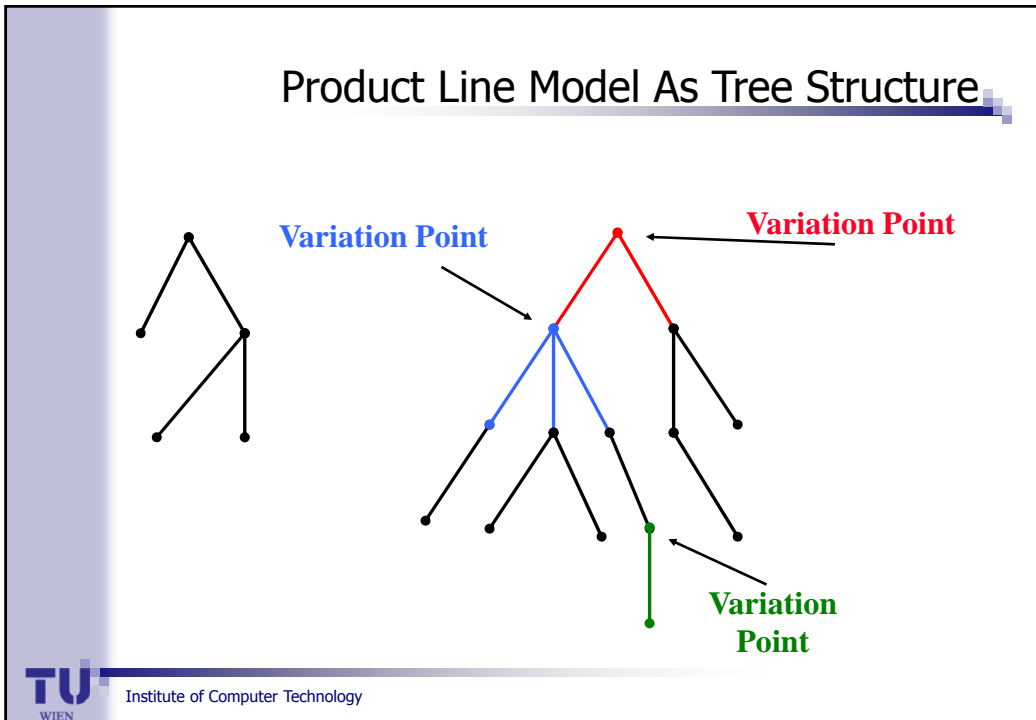 Product Line Model As Tree Structure
Variation Point
Variation Point
Variation
Point
TU
WIEN
Institute of Computer Technology